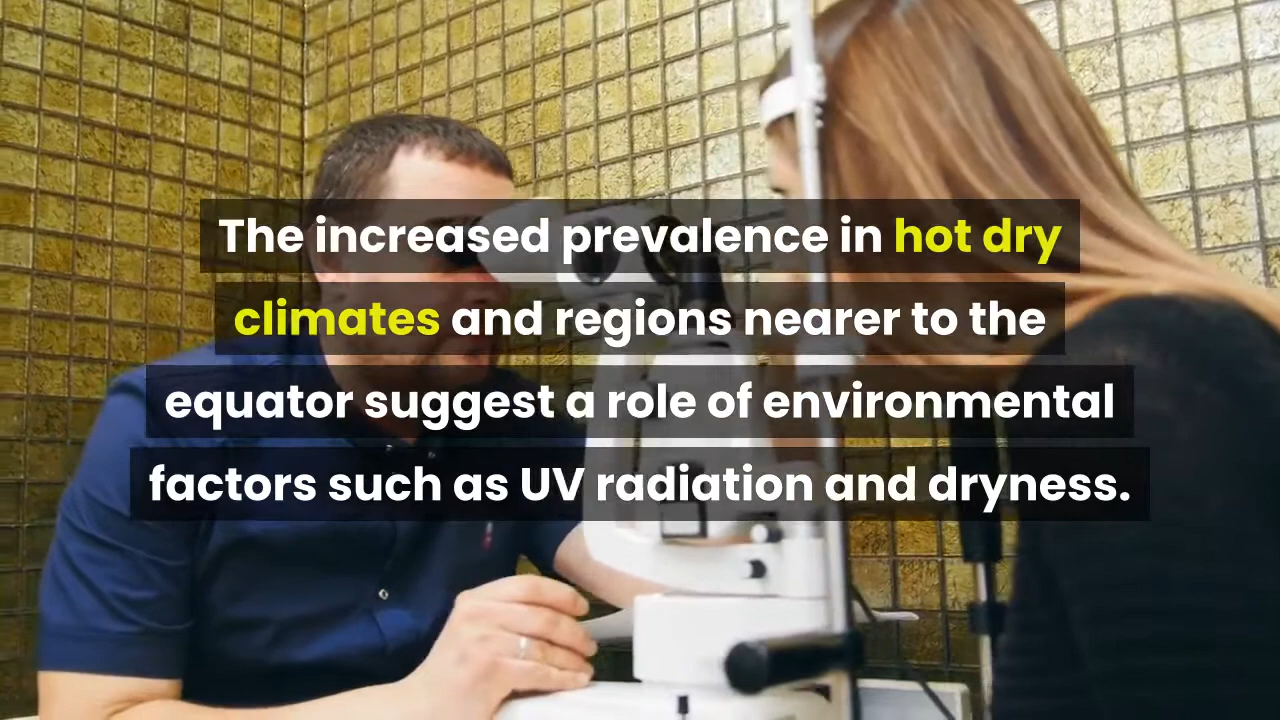 The increased prevalence in hot dry
climates and regions nearer to the
equator suggest a role of environmental
factors such as UV radiation and dryness.